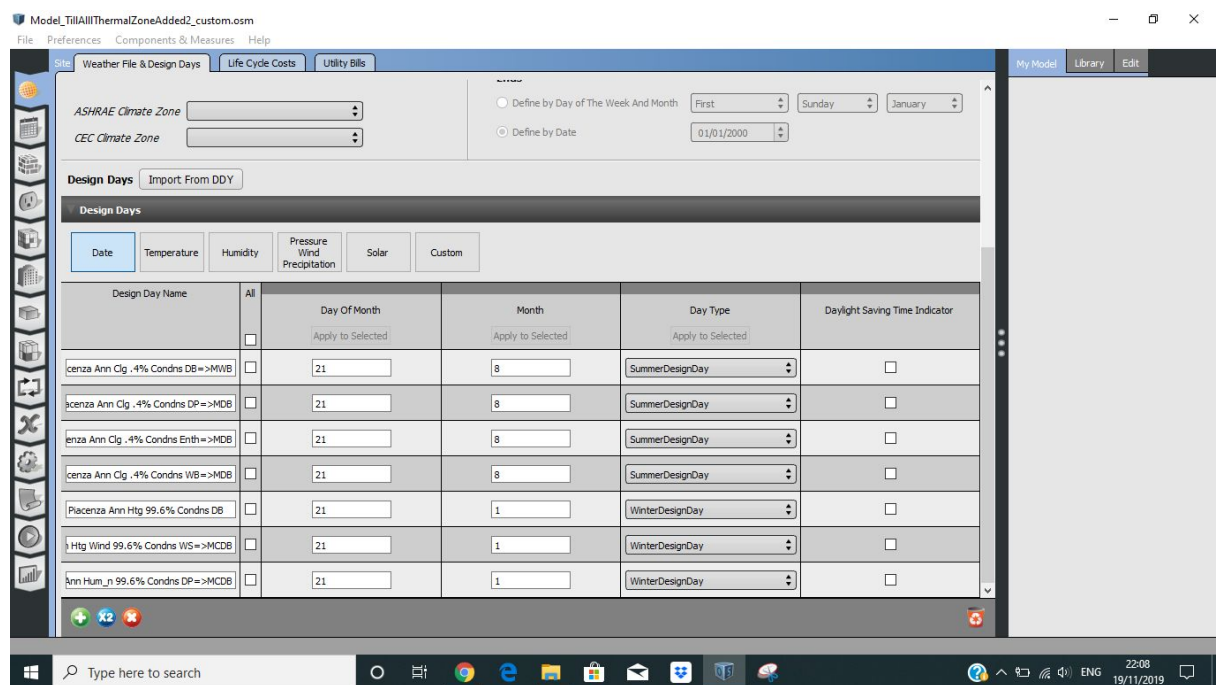 Model_TillAllIThermalZoneAdded2_custom.osm
File Preferences Components & Measures Help
Site Weather File & Design Days Life Cycle Costs Utility Bills My Model Library Edit
Ends
ASHRAE Climate Zone
Define by Day of The Week And Month First Sunday January
CEC Climate Zone
Define by Date 01/01/2000
Design Days Import From DDY
Design Days
Date Temperature Humidity Pressure Wind Precipitation Solar Custom
Design Day Name All Day Of Month Month Day Type Daylight Saving Time Indicator
Apply to Selected Apply to Selected Apply to Selected
cenza Ann Clg .4% Condns DB=>MWB 21 8 SummerDesignDay
acenza Ann Clg .4% Condns DP=>MDB 21 8 SummerDesignDay
enza Ann Clg .4% Condns Enth=>MDB 21 8 SummerDesignDay
cenza Ann Clg .4% Condns WB=>MDB 21 8 SummerDesignDay
Piacenza Ann Htg 99.6% Condns DB 21 1 WinterDesignDay
Htg Wind 99.6% Condns WS=>MCDB 21 1 WinterDesignDay
Ann Hum_n 99.6% Condns DP=>MCDB 21 1 WinterDesignDay
X2
Type here to search
ENG
22:08
19/11/2019